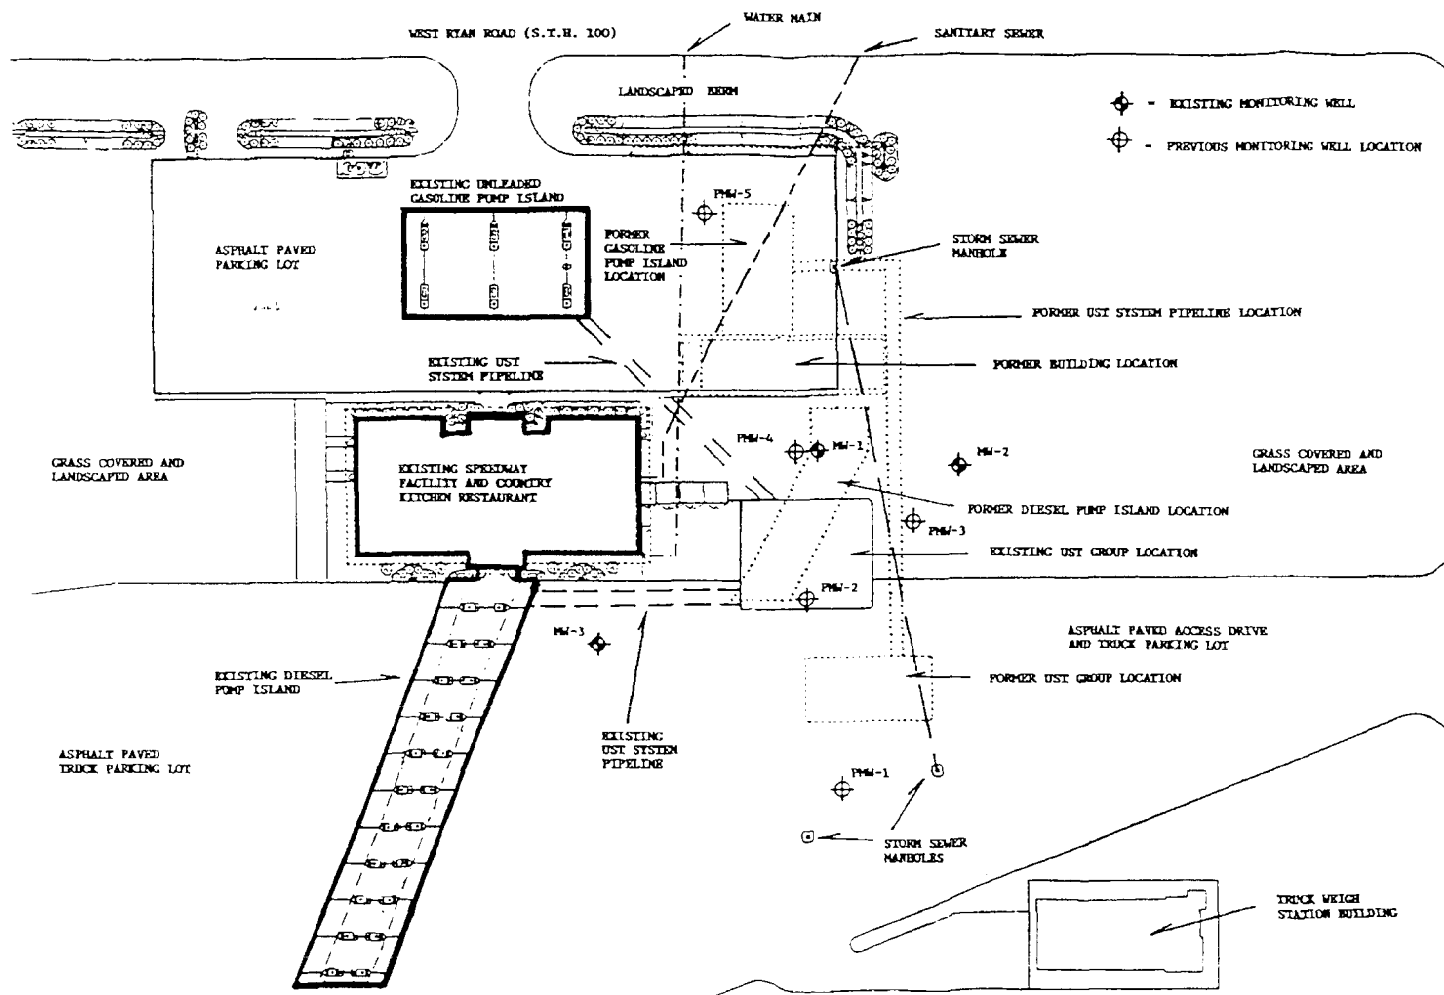 WATER MAIN
WEST RYAN ROAD (S.T.H. 100)
SANITARY SEWER
LANDSCAPED BERM
- EXISTING MONITORING WELL
- PREVIOUS MONITORING WELL LOCATION
EXISTING UNLEADED
GASOLINE PUMP ISLAND
PMW-5
ASPHALT PAVED
PARKING LOT
FORMER
GASOLINE
PUMP ISLAND
LOCATION
STORM SEWER
MANHOLE
FORMER UST SYSTEM PIPELINE LOCATION
EXISTING UST
SYSTEM PIPELINE
FORMER BUILDING LOCATION
GRASS COVERED AND
LANDSCAPED AREA
EXISTING SPEEDWAY
FACILITY AND COUNTRY
KITCHEN RESTAURANT
PMW-4
MW-1
MW-2
GRASS COVERED AND
LANDSCAPED AREA
FORMER DIESEL PUMP ISLAND LOCATION
PMW-3
EXISTING UST GROUP LOCATION
PMW-2
MW-3
ASPHALT PAVED ACCESS DRIVE
AND TRUCK PARKING LOT
EXISTING DIESEL
PUMP ISLAND
FORMER UST GROUP LOCATION
EXISTING
UST SYSTEM
PIPELINE
ASPHALT PAVED
TRUCK PARKING LOT
PMW-1
STORM SEWER
MANHOLES
TRUCK WEIGH
STATION BUILDING